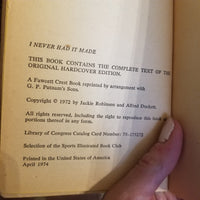 I NEVER HAD IT MADE
THIS BOOK CONTAINS THE COMPLETE TEXT OF THE
ORIGINAL HARDCOVER EDITION.
A Fawcett Crest Book reprinted by arrangement with
G. P. Putnam's Sons.
Copyright © 1972 by Jackie Robinson and Alfred Duckett.
All rights reserved, including the right to reproduce this book or
portions thereof in any form.
Library of Congress Catalog Card Number:
Selection of the Sports Illustrated Book Club
Printed in the United States of America
April 1974